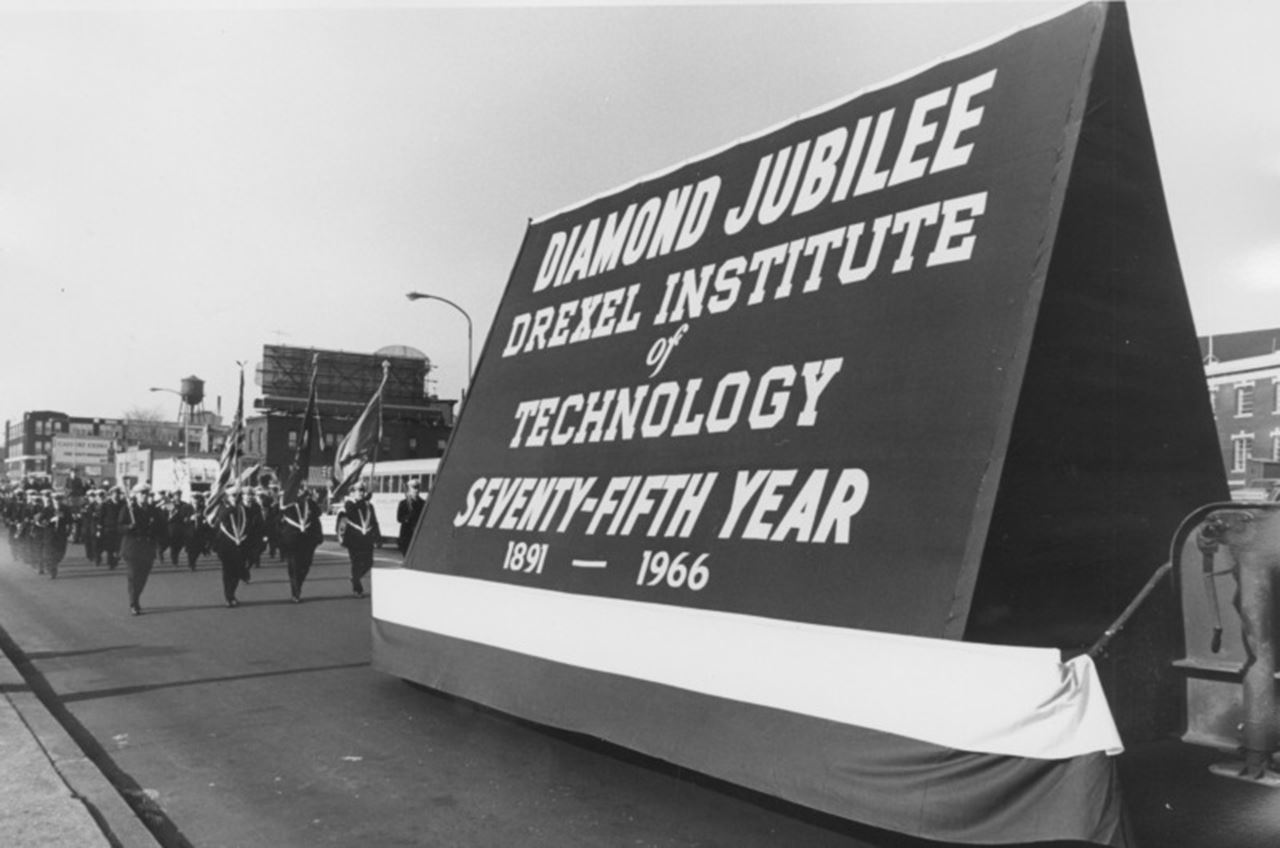 DIAMOND JUBILEE
DREXEL INSTITUTE
of
TECHNOLOGY
SEVENTY-FIFTH YEAR
1891 — 1966